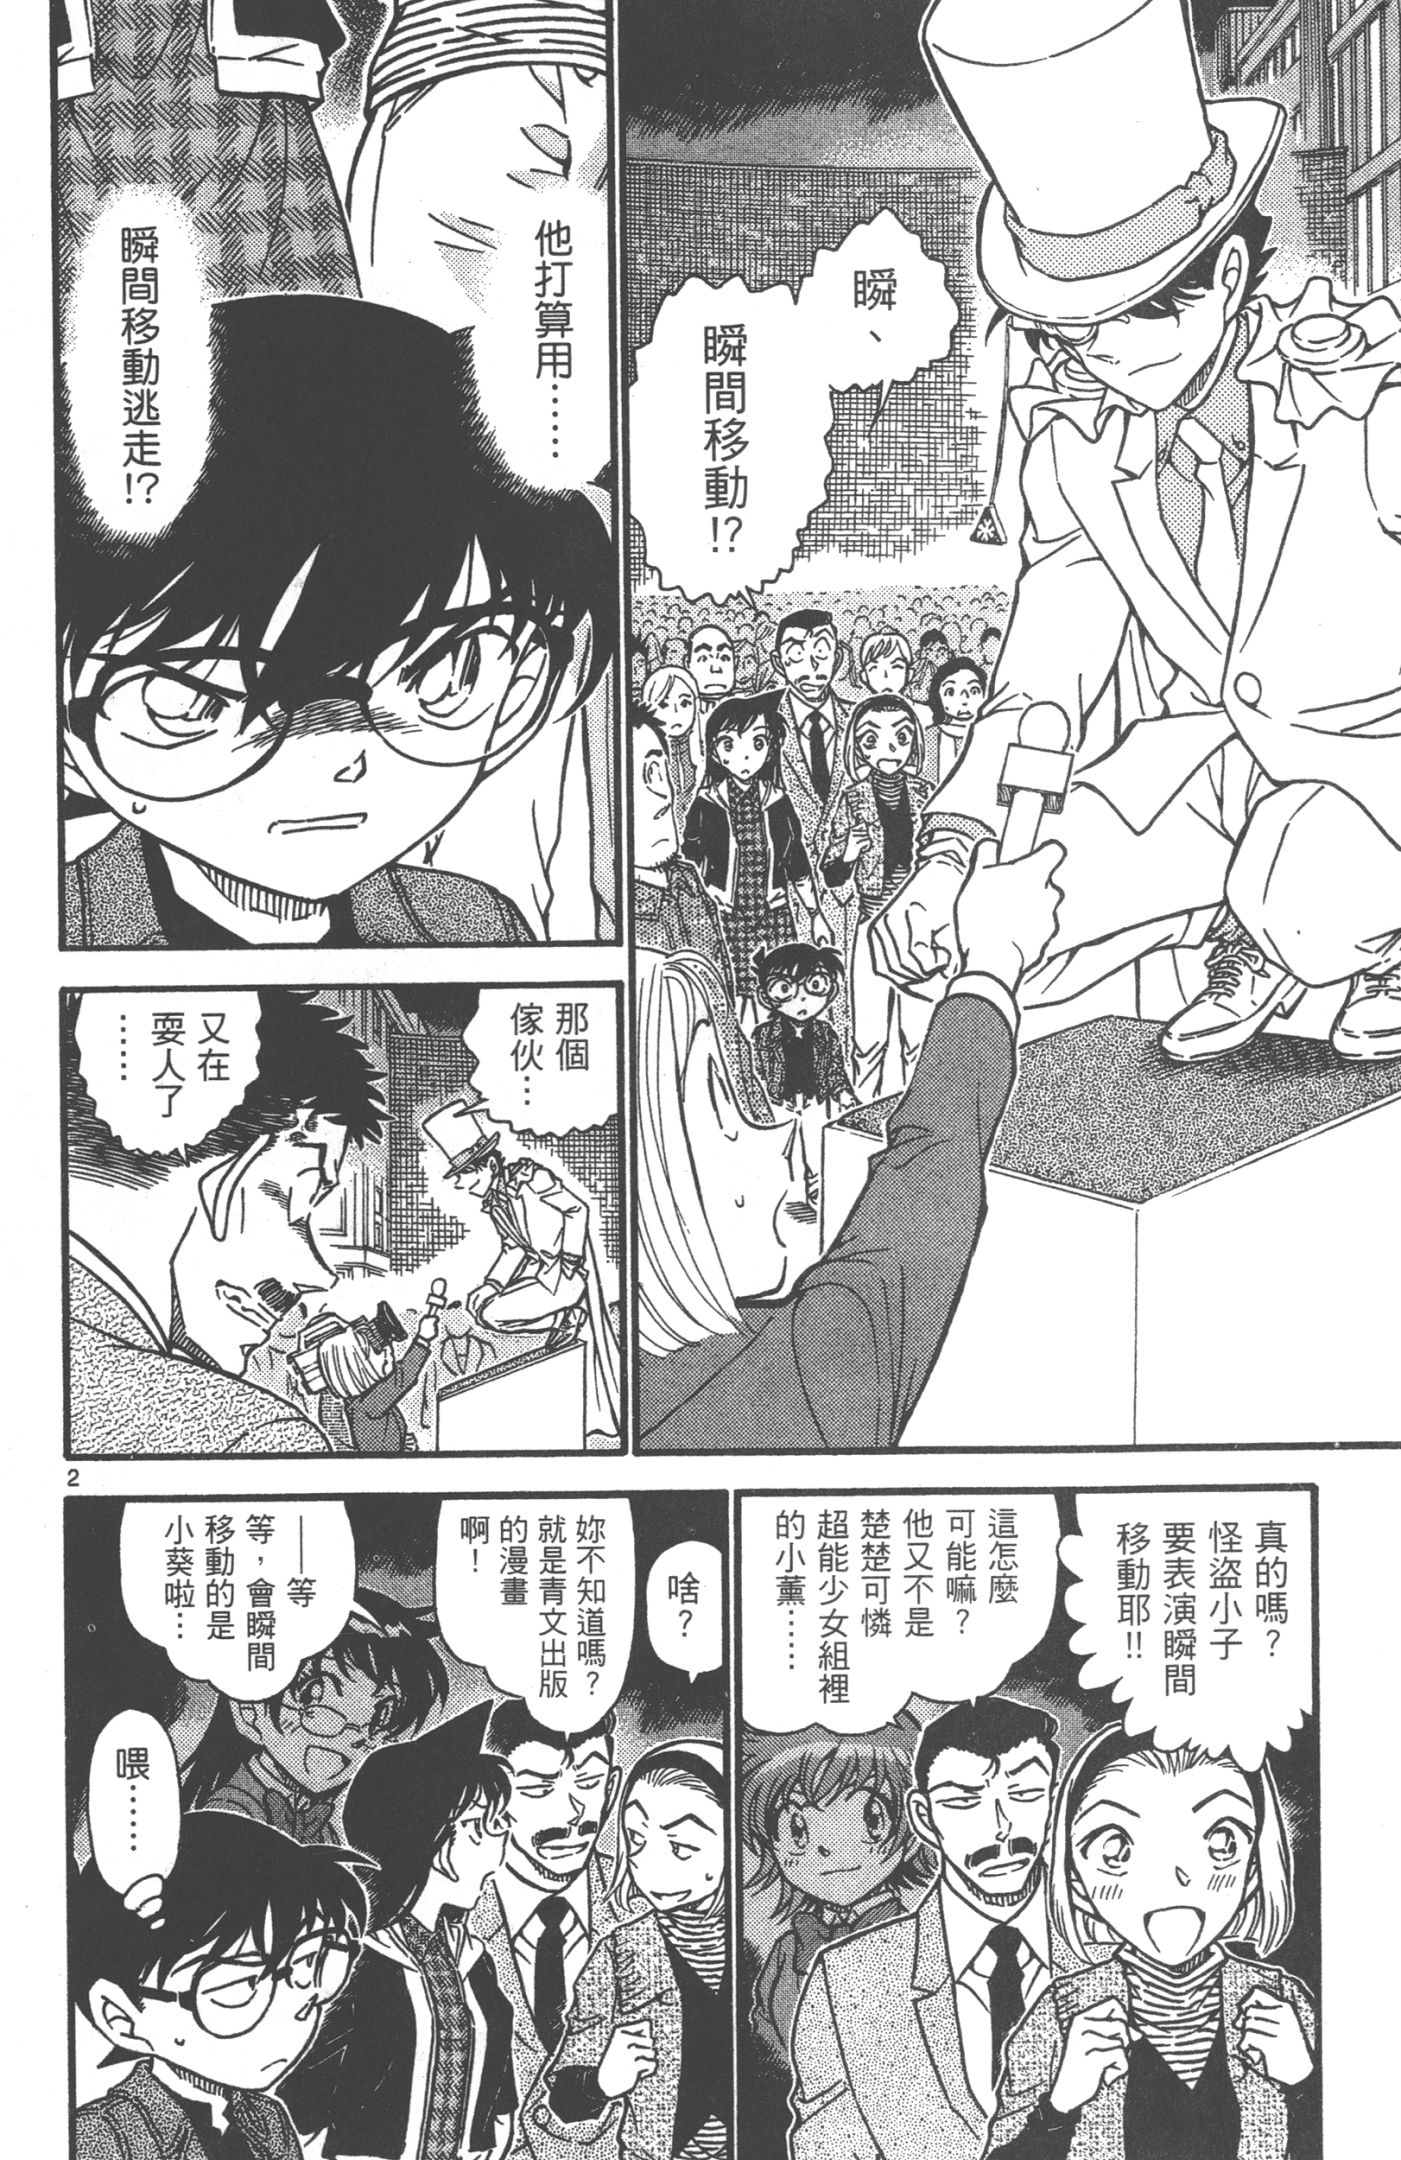 瞬、
瞬間移動!?
他打算用……
瞬間移動逃走!?
那個
傢伙…
又在
耍人了
……
2
真的嗎？
怪盜小子
要表演瞬間
移動耶!!
這怎麼
可能嘛？
他又不是
楚楚可憐
超能少女組裡
的小薰……
啥？
妳不知道嗎？
就是青文出版
的漫畫
啊！
——等
等，會瞬間
移動的是
小葵啦…
喂……